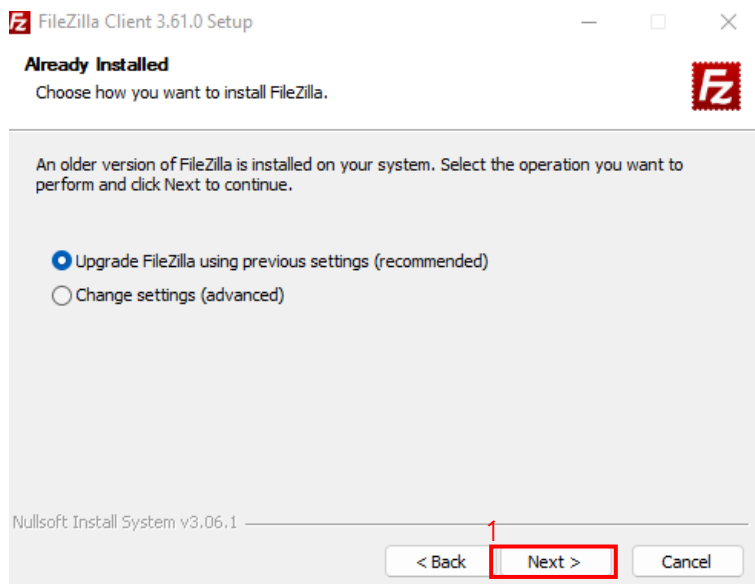 FileZilla Client 3.61.0 Setup
Already Installed
Choose how you want to install FileZilla.
An older version of FileZilla is installed on your system. Select the operation you want to
perform and click Next to continue.
Upgrade FileZilla using previous settings (recommended)
Change settings (advanced)
Nullsoft Install System v3.06.1
1
< Back Next > Cancel